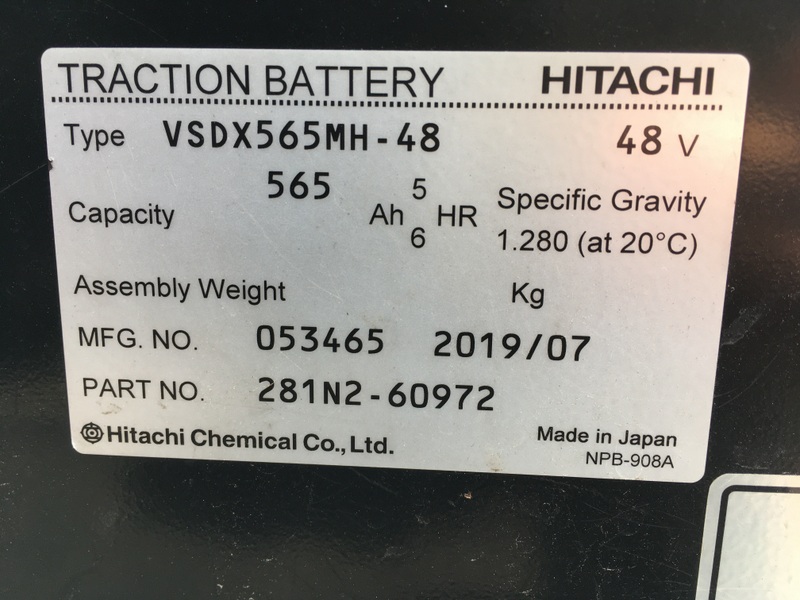 TRACTION BATTERY HITACHI
Type VSDX565MH-48 48 V
565 5
Capacity Ah HR Specific Gravity
6 1.280 (at 20°C)
Assembly Weight Kg
MFG. NO. 053465 2019/07
PART NO. 281N2-60972
Hitachi Chemical Co., Ltd. Made in Japan
NPB-908A